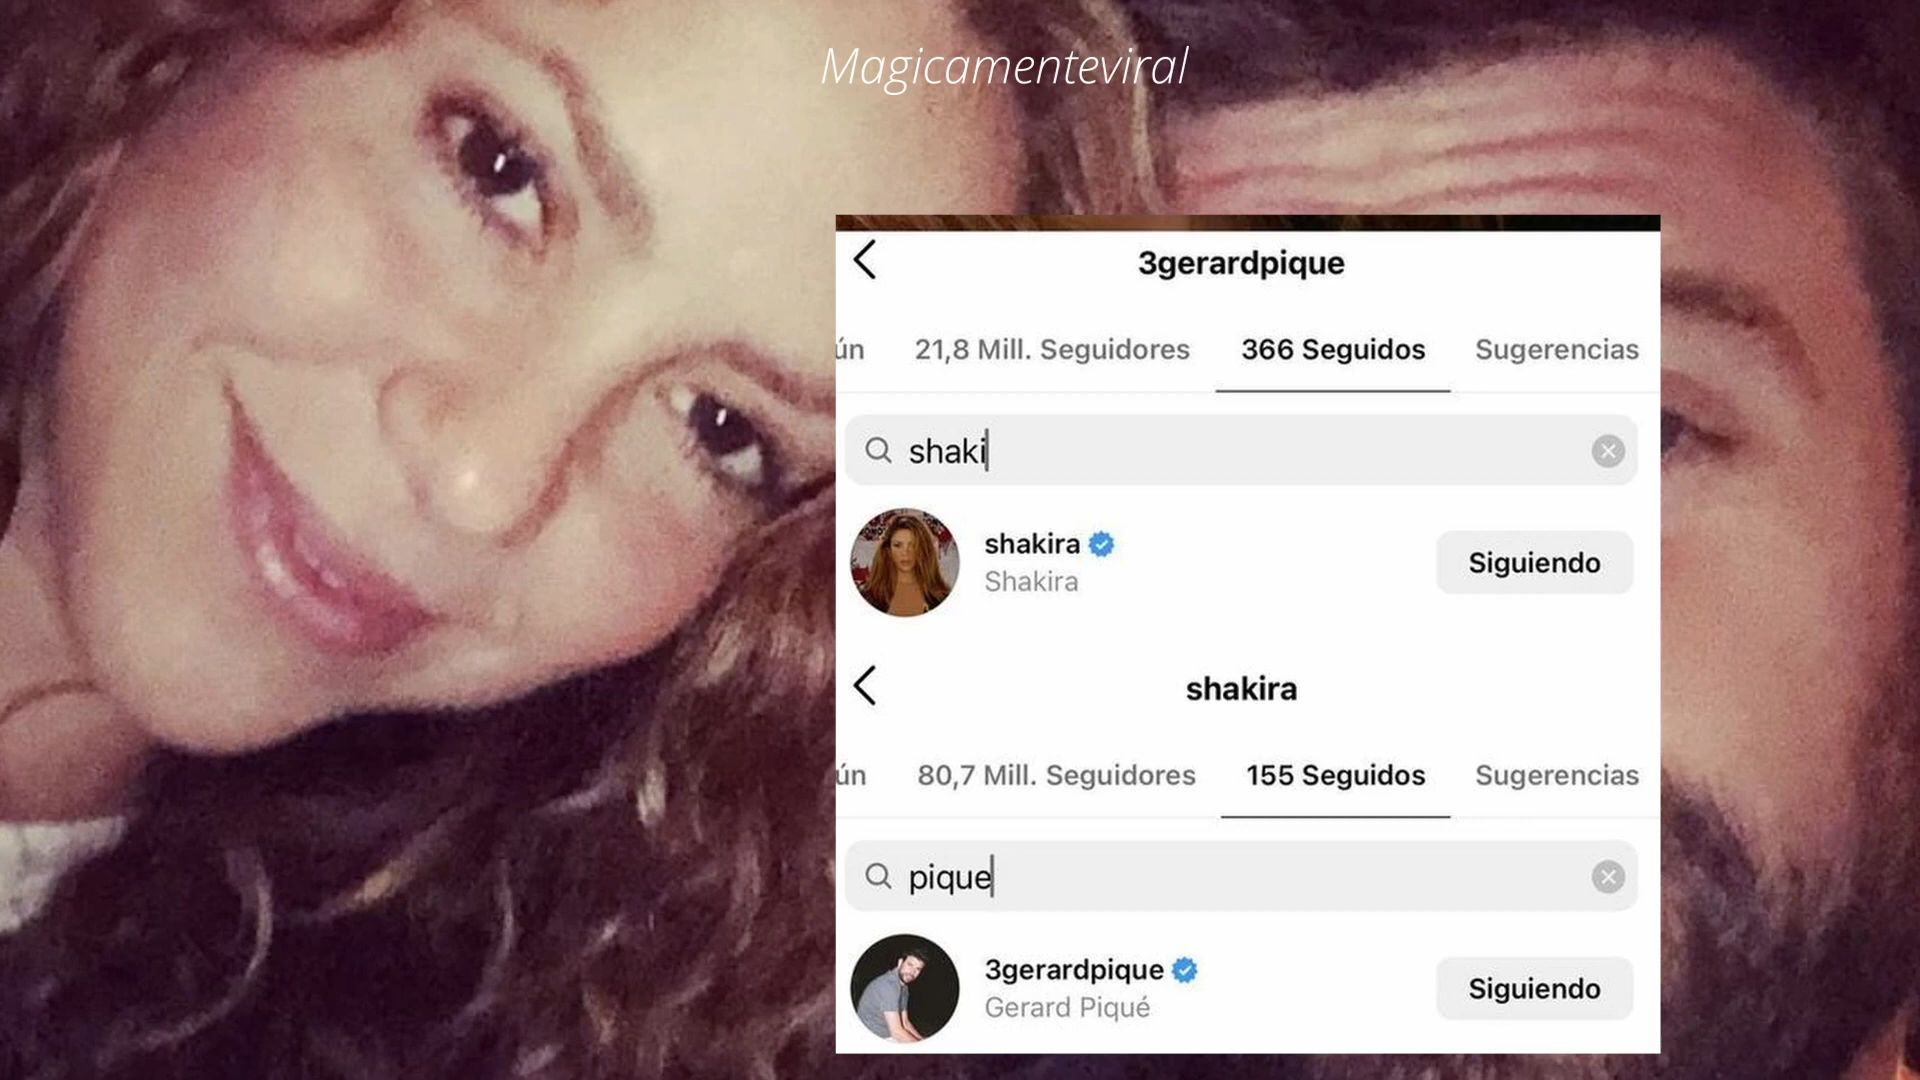 Magicamenteviral
3gerardpique
ún 21,8 Mill. Seguidores 366 Seguidos Sugerencias
shaki
shakira
Shakira
Siguiendo
shakira
ún 80,7 Mill. Seguidores 155 Seguidos Sugerencias
pique
3gerardpique
Gerard Piqué
Siguiendo